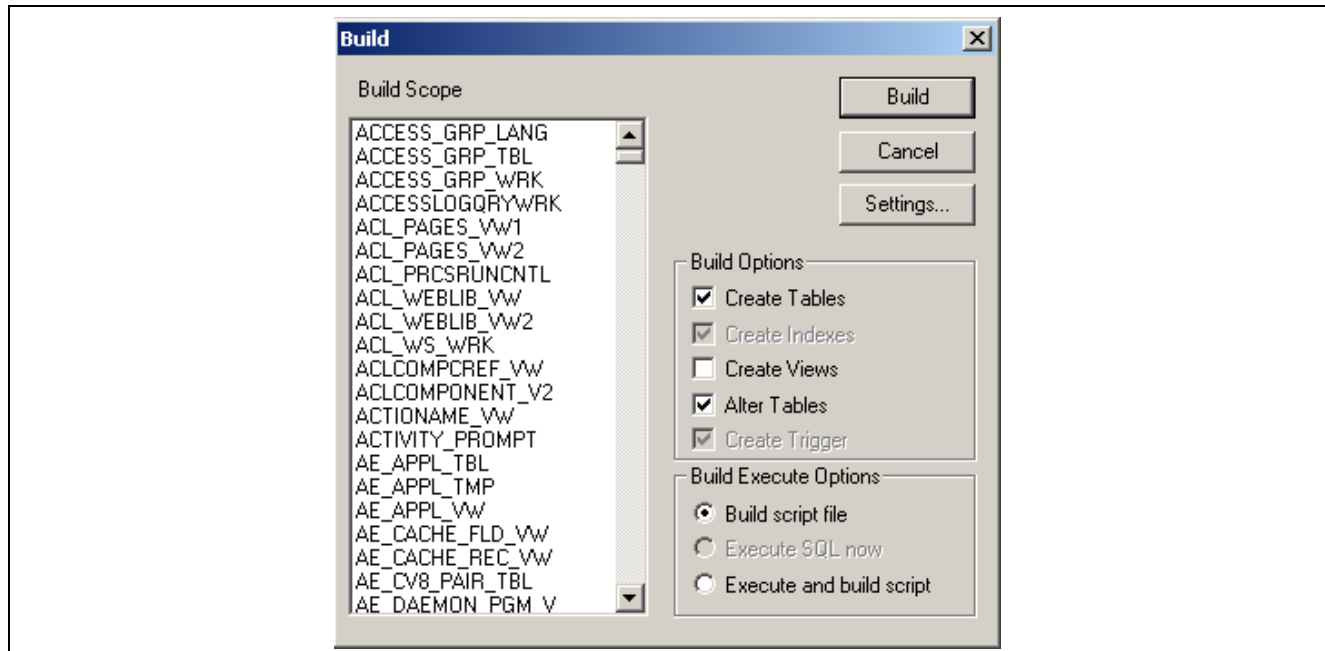 Build
Build Scope
ACCESS_GRP_LANG
ACCESS_GRP_TBL
ACCESS_GRP_WRK
ACCESSLOGQRYWRK
ACL_PAGES_VW1
ACL_PAGES_VW2
ACL_PRCSRUNCNTL
ACL_WEBLIB_VW
ACL_WEBLIB_VW2
ACL_WS_WRK
ACLCOMPCREF_VW
ACLCOMPONENT_V2
ACTIONAME_VW
ACTIVITY_PROMPT
AE_APPL_TBL
AE_APPL_TMP
AE_APPL_VW
AE_CACHE_FLD_VW
AE_CACHE_REC_VW
AE_CV8_PAIR_TBL
AE_DAEMON_PGM_V
Build
Cancel
Settings...
Build Options
Create Tables
Create Indexes
Create Views
Alter Tables
Create Trigger
Build Execute Options
Build script file
Execute SQL now
Execute and build script